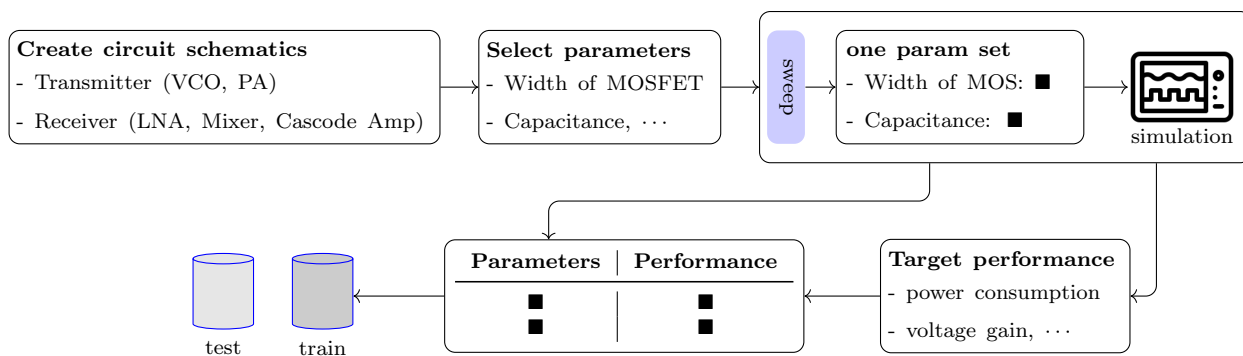 Create circuit schematics
- Transmitter (VCO, PA)
- Receiver (LNA, Mixer, Cascode Amp)
Select parameters
- Width of MOSFET
- Capacitance, ⋯
sweep
one param set
- Width of MOS: ■
- Capacitance: ■
simulation
Parameters Performance
■ ■
■ ■
Target performance
- power consumption
- voltage gain, ⋯
test
train